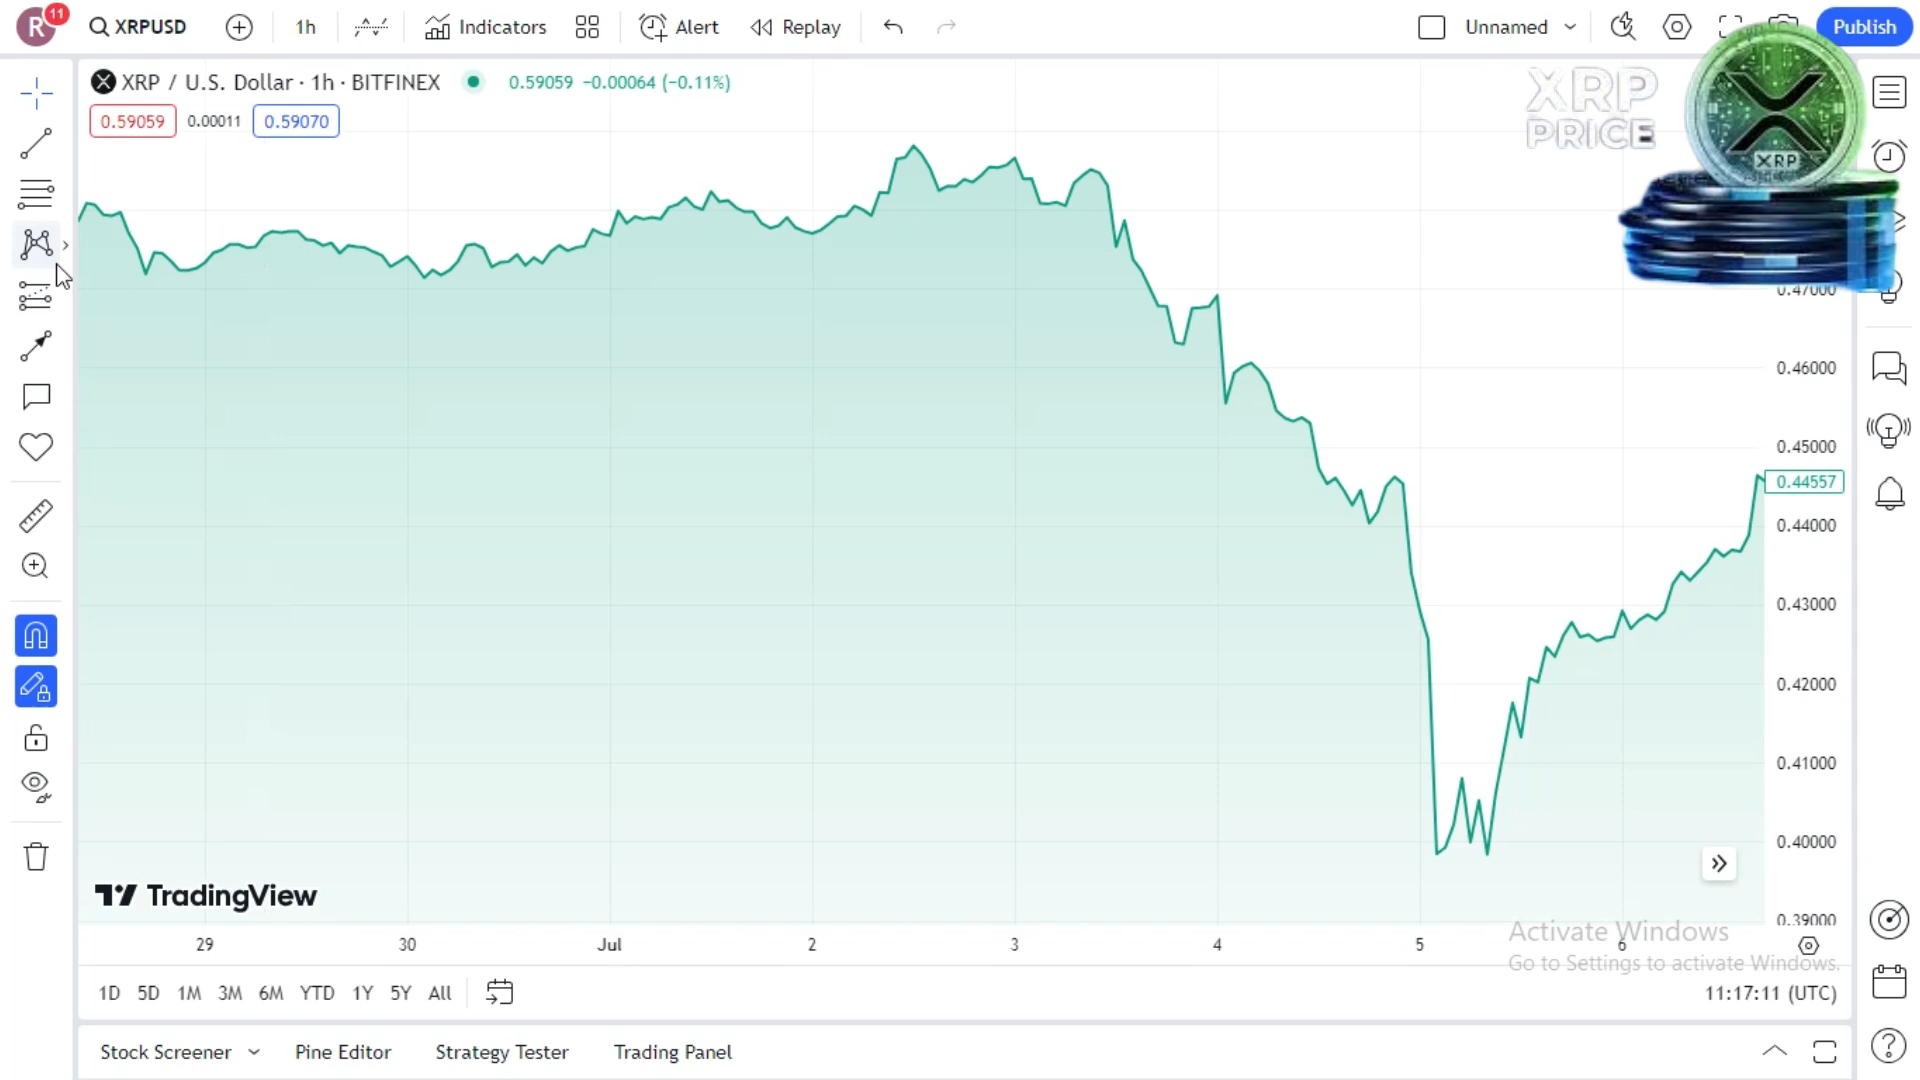 R 11 XRPUSD 1h Indicators Alert Replay Unnamed Publish
XRP / U.S. Dollar · 1h · BITFINEX 0.59059 −0.00064 (−0.11%)
0.59059 0.00011 0.59070
XRP
PRICE
XRP
0.47000
0.46000
0.45000
0.44557
0.44000
0.43000
0.42000
0.41000
0.40000
0.39000
TradingView
29 30 Jul 2 3 4 5 6
Activate Windows
Go to Settings to activate Windows.
1D 5D 1M 3M 6M YTD 1Y 5Y All 11:17:11 (UTC)
Stock Screener Pine Editor Strategy Tester Trading Panel